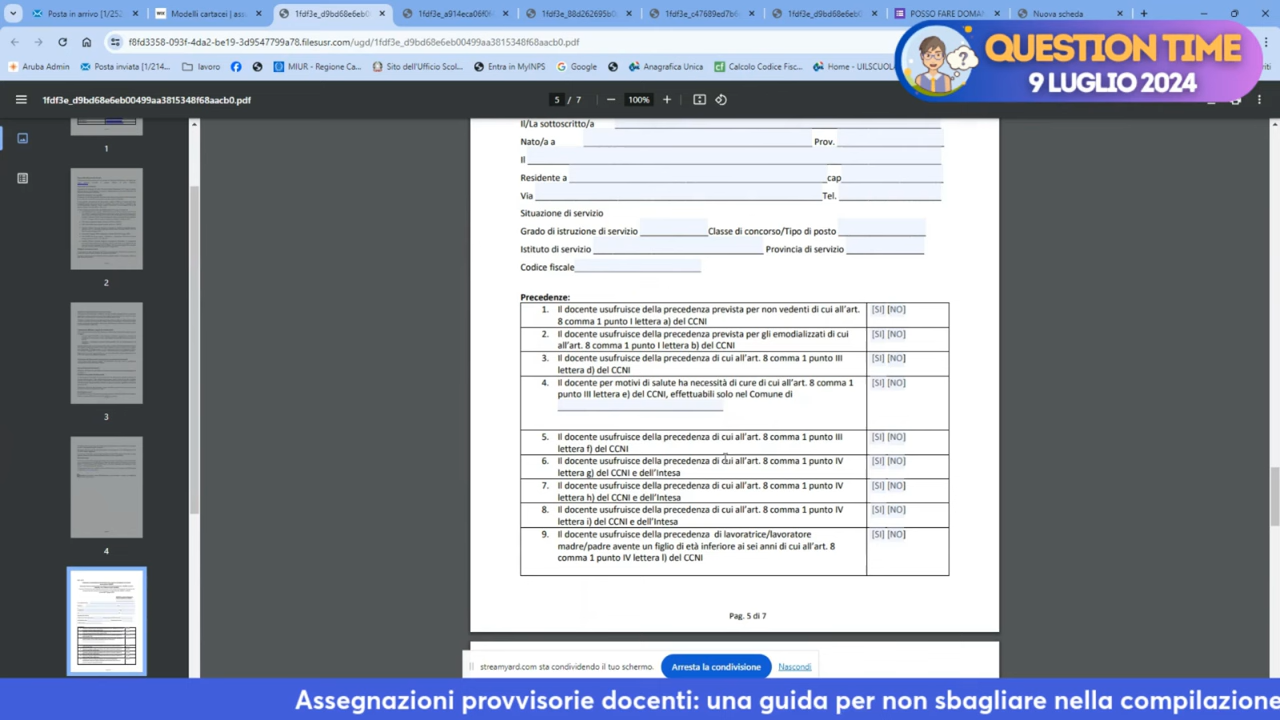 Posta in arrivo [1/252
Modelli cartacei | as
1fdf3e_d9bd68e6eb0
1fdf3e_a914eca06f0
1fdf3e_88d262695b
1fdf3e_c47689ed7b6
1fdf3e_d9bd68e6eb
POSSO FARE DOMAN
Nuova scheda
f8fd3358-093f-4da2-be19-3d9547799a78.filesusr.com/ugd/1fdf3e_d9bd68e6eb00499aa3815348f68aacb0.pdf
QUESTION TIME
9 LUGLIO 2024
Aruba Admin
Posta inviata [1/214...
lavoro
MIUR - Regione Ca...
Sito dell'Ufficio Scol...
Entra in MyINPS
Google
Anagrafica Unica
Calcolo Codice Fisc...
Home - UILSCUOLA
1fdf3e_d9bd68e6eb00499aa3815348f68a
5 / 7
100%
1
2
3
4
Il/La sottoscritto/a
Nato/a a Prov.
Il
Residente a cap
Via Tel.
Situazione di servizio
Grado di istruzione di servizio Classe di concorso/Tipo di posto
Istituto di servizio Provincia di servizio
Codice fiscale
Precedenze:
1. Il docente usufruisce della precedenza prevista per non vedenti di cui all'art. [SI] [NO]
8 comma 1 punto I lettera a) del CCNI
2. Il docente usufruisce della precedenza prevista per gli emodializzati di cui [SI] [NO]
all'art. 8 comma 1 punto I lettera b) del CCNI
3. Il docente usufruisce della precedenza di cui all'art. 8 comma 1 punto III [SI] [NO]
lettera d) del CCNI
4. Il docente per motivi di salute ha necessità di cure di cui all'art. 8 comma 1 [SI] [NO]
punto III lettera e) del CCNI, effettuabili solo nel Comune di
5. Il docente usufruisce della precedenza di cui all'art. 8 comma 1 punto III [SI] [NO]
lettera f) del CCNI
6. Il docente usufruisce della precedenza di cui all'art. 8 comma 1 punto IV [SI] [NO]
lettera g) del CCNI e dell'Intesa
7. Il docente usufruisce della precedenza di cui all'art. 8 comma 1 punto IV [SI] [NO]
lettera h) del CCNI e dell'Intesa
8. Il docente usufruisce della precedenza di cui all'art. 8 comma 1 punto IV [SI] [NO]
lettera i) del CCNI e dell'Intesa
9. Il docente usufruisce della precedenza di lavoratrice/lavoratore [SI] [NO]
madre/padre avente un figlio di età inferiore ai sei anni di cui all'art. 8
comma 1 punto IV lettera l) del CCNI
Pag. 5 di 7
streamyard.com sta condividendo il tuo schermo.
Arresta la condivisione
Nascondi
Assegnazioni provvisorie docenti: una guida per non sbagliare nella compilazione